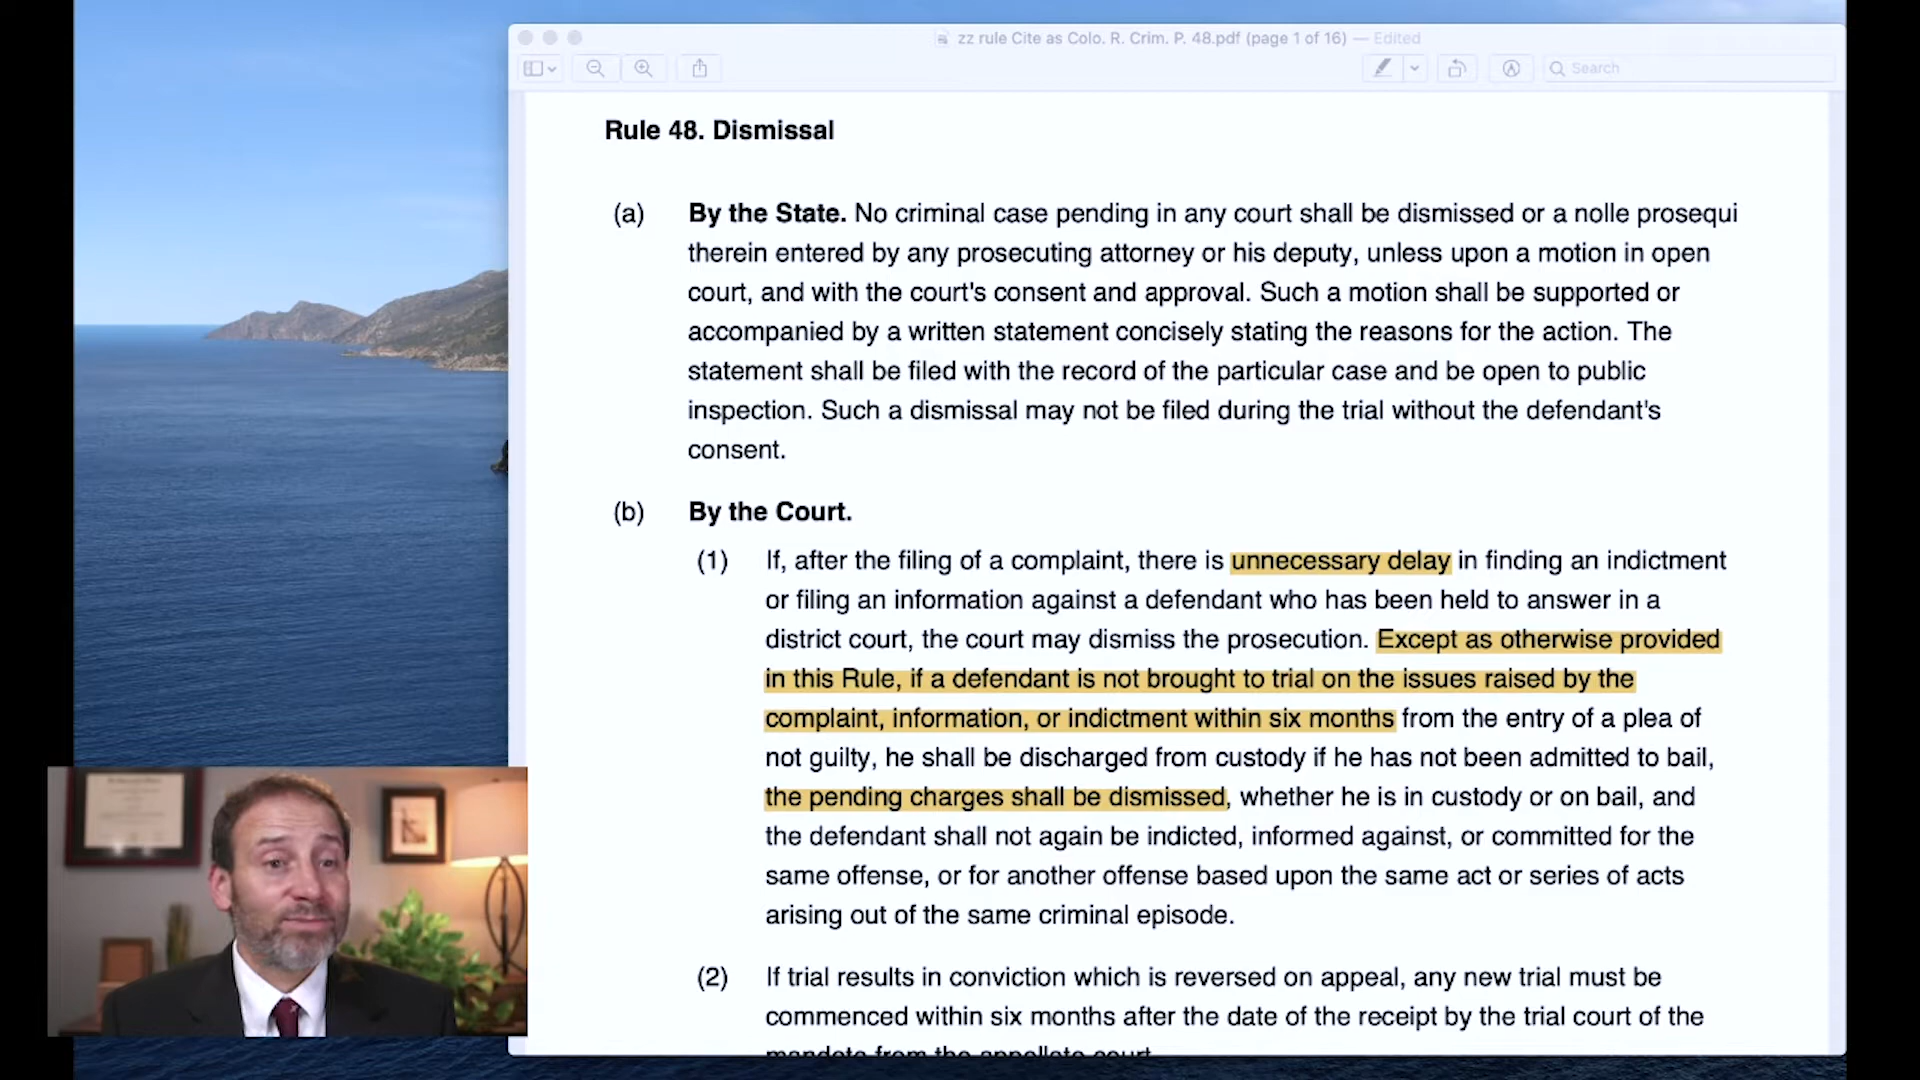 zz rule Cite as Colo. R. Crim. P. 48.pdf (page 1 of 16) — Edited
Search
Rule 48. Dismissal
(a) By the State. No criminal case pending in any court shall be dismissed or a nolle prosequi
therein entered by any prosecuting attorney or his deputy, unless upon a motion in open
court, and with the court's consent and approval. Such a motion shall be supported or
accompanied by a written statement concisely stating the reasons for the action. The
statement shall be filed with the record of the particular case and be open to public
inspection. Such a dismissal may not be filed during the trial without the defendant's
consent.
(b) By the Court.
(1) If, after the filing of a complaint, there is unnecessary delay in finding an indictment
or filing an information against a defendant who has been held to answer in a
district court, the court may dismiss the prosecution. Except as otherwise provided
in this Rule, if a defendant is not brought to trial on the issues raised by the
complaint, information, or indictment within six months from the entry of a plea of
not guilty, he shall be discharged from custody if he has not been admitted to bail,
the pending charges shall be dismissed, whether he is in custody or on bail, and
the defendant shall not again be indicted, informed against, or committed for the
same offense, or for another offense based upon the same act or series of acts
arising out of the same criminal episode.
(2) If trial results in conviction which is reversed on appeal, any new trial must be
commenced within six months after the date of the receipt by the trial court of the
mandate from the appellate court.